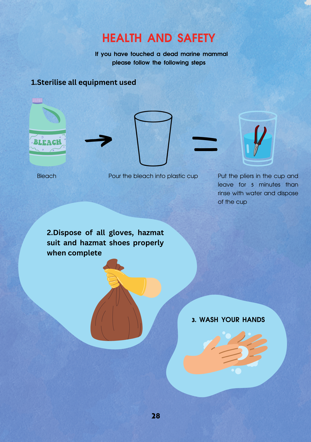 HEALTH AND SAFETY
If you have touched a dead marine mammal
please follow the following steps
1.Sterilise all equipment used
BLEACH
Bleach
Pour the bleach into plastic cup
Put the pliers in the cup and
leave for 5 minutes than
rinse with water and dispose
of the cup
2.Dispose of all gloves, hazmat
suit and hazmat shoes properly
when complete
3. WASH YOUR HANDS
28